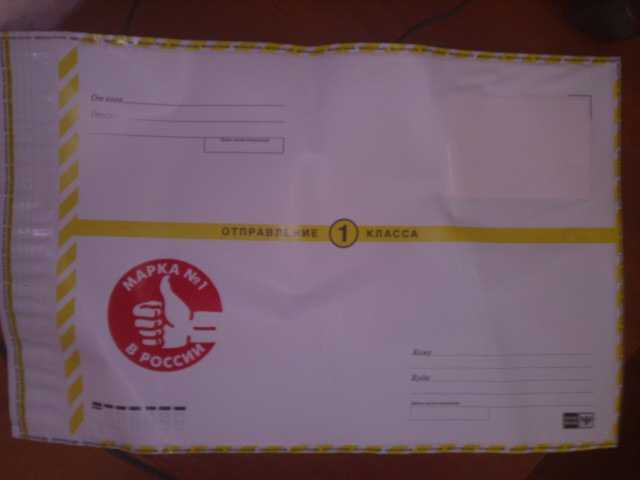 От кого
Откуда
ОТПРАВЛЕНИЕ 1 КЛАССА
МАРКА №1
В РОССИИ
Кому
Куда